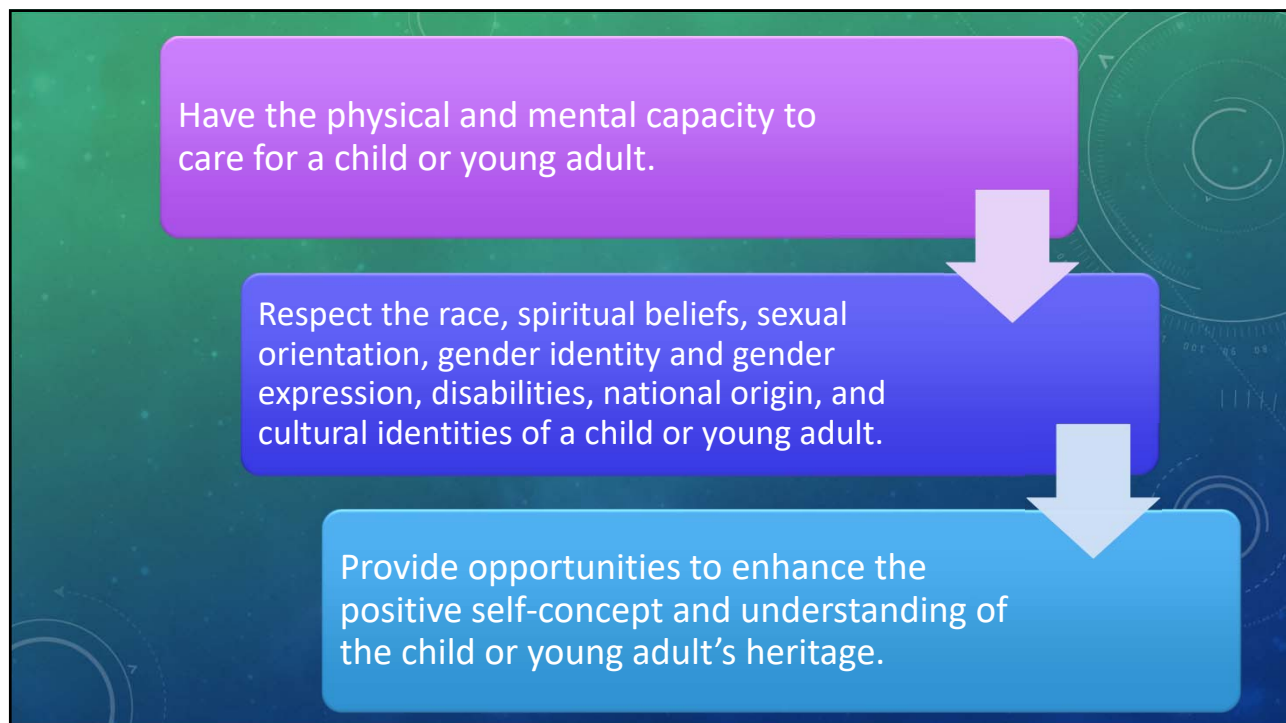 Have the physical and mental capacity to
care for a child or young adult.
Respect the race, spiritual beliefs, sexual
orientation, gender identity and gender
expression, disabilities, national origin, and
cultural identities of a child or young adult.
Provide opportunities to enhance the
positive self-concept and understanding of
the child or young adult’s heritage.